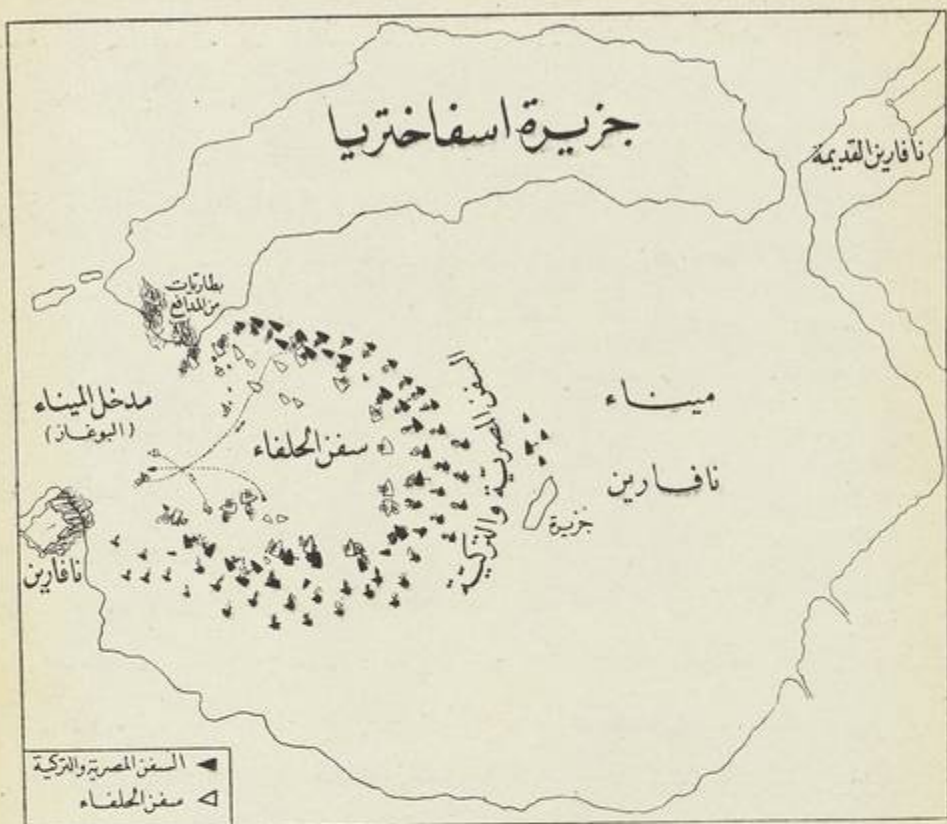 جزيرة اسفاختريا
نافارين القديمة
بطاريات
من المدافع
مدخل الميناء
(البوغاز)
سفن الحلفاء
السفن المصرية والتركية
ميناء
نافارين
جزيرة
نافارين
السفن المصرية والتركية
سفن الحلفاء